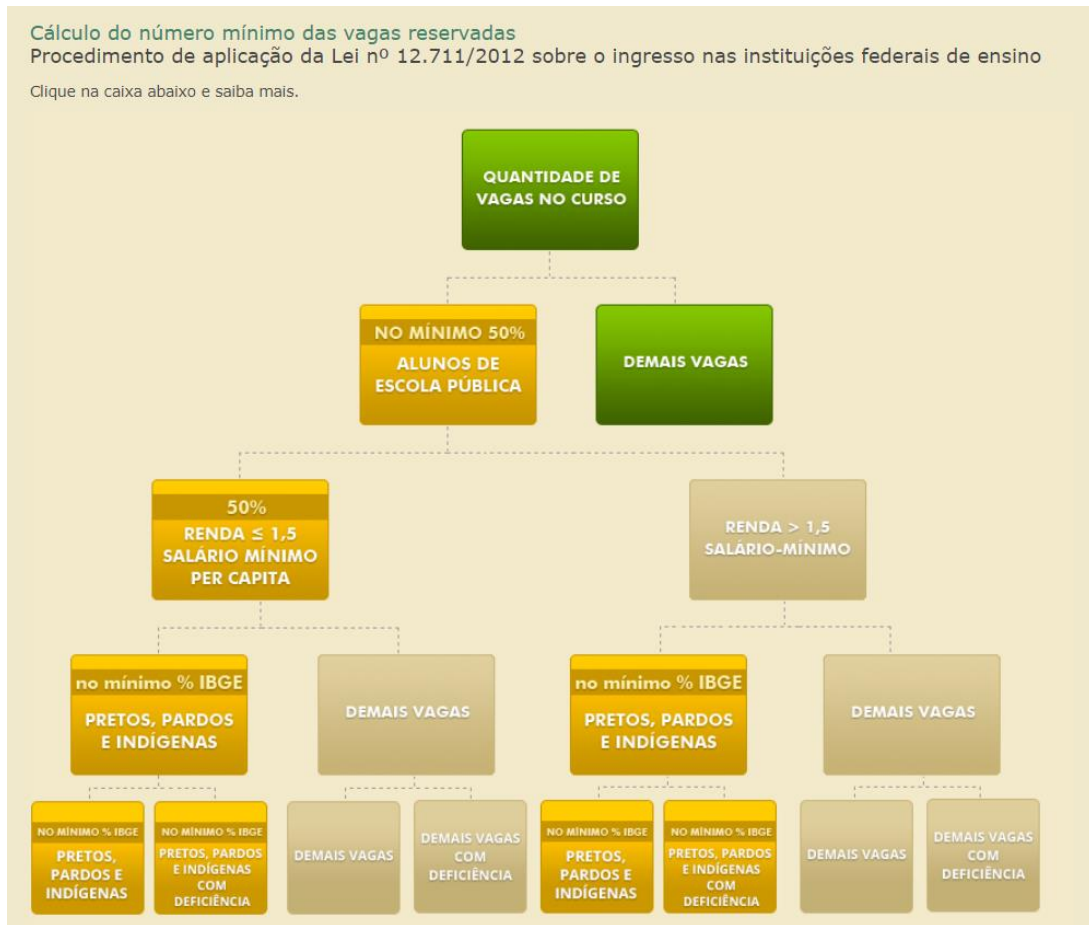 Cálculo do número mínimo das vagas reservadas
Procedimento de aplicação da Lei nº 12.711/2012 sobre o ingresso nas instituições federais de ensino
Clique na caixa abaixo e saiba mais.
QUANTIDADE DE
VAGAS NO CURSO
NO MÍNIMO 50%
ALUNOS DE
ESCOLA PÚBLICA
DEMAIS VAGAS
50%
RENDA ≤ 1,5
SALÁRIO MÍNIMO
PER CAPITA
RENDA > 1,5
SALÁRIO-MÍNIMO
no mínimo % IBGE
PRETOS, PARDOS
E INDÍGENAS
DEMAIS VAGAS
no mínimo % IBGE
PRETOS, PARDOS
E INDÍGENAS
DEMAIS VAGAS
NO MÍNIMO % IBGE
PRETOS,
PARDOS E
INDÍGENAS
NO MÍNIMO % IBGE
PRETOS, PARDOS
E INDÍGENAS
COM
DEFICIÊNCIA
DEMAIS VAGAS
DEMAIS VAGAS
COM
DEFICIÊNCIA
NO MÍNIMO % IBGE
PRETOS,
PARDOS E
INDÍGENAS
NO MÍNIMO % IBGE
PRETOS, PARDOS
E INDÍGENAS
COM
DEFICIÊNCIA
DEMAIS VAGAS
DEMAIS VAGAS
COM
DEFICIÊNCIA